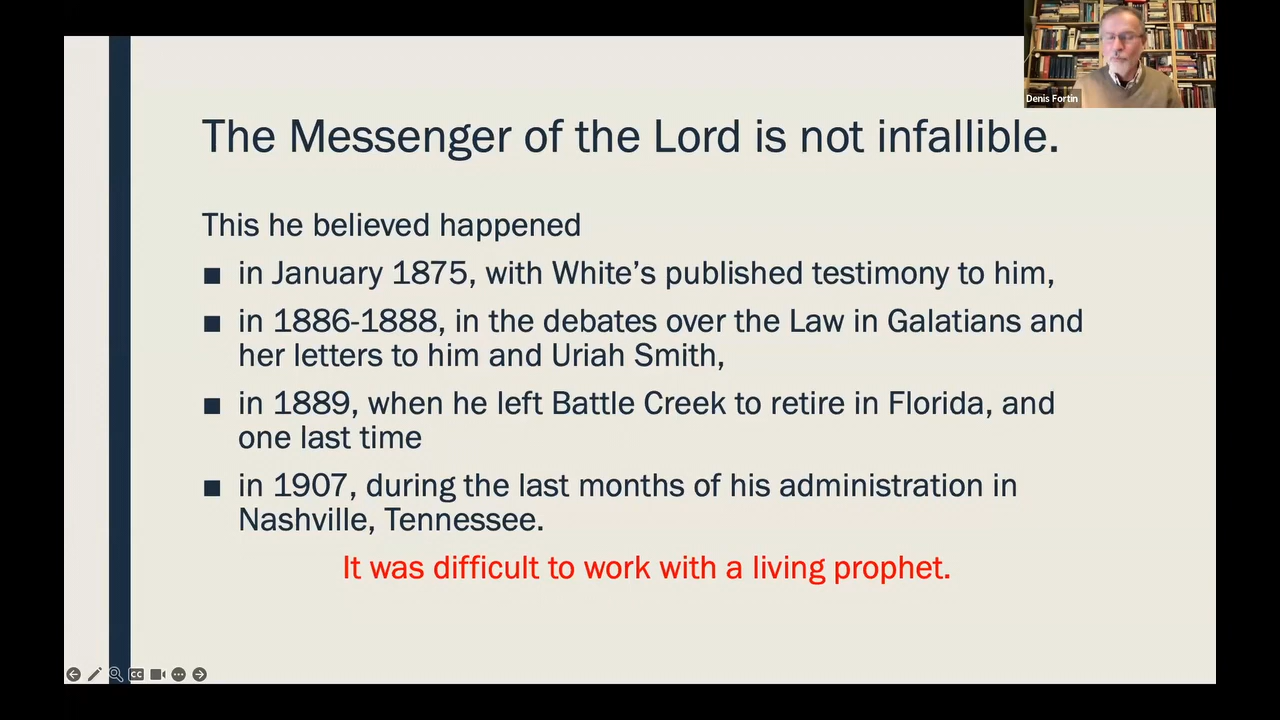 Denis Fortin
The Messenger of the Lord is not infallible.
This he believed happened
■ in January 1875, with White’s published testimony to him,
■ in 1886-1888, in the debates over the Law in Galatians and
her letters to him and Uriah Smith,
■ in 1889, when he left Battle Creek to retire in Florida, and
one last time
■ in 1907, during the last months of his administration in
Nashville, Tennessee.
It was difficult to work with a living prophet.
CC